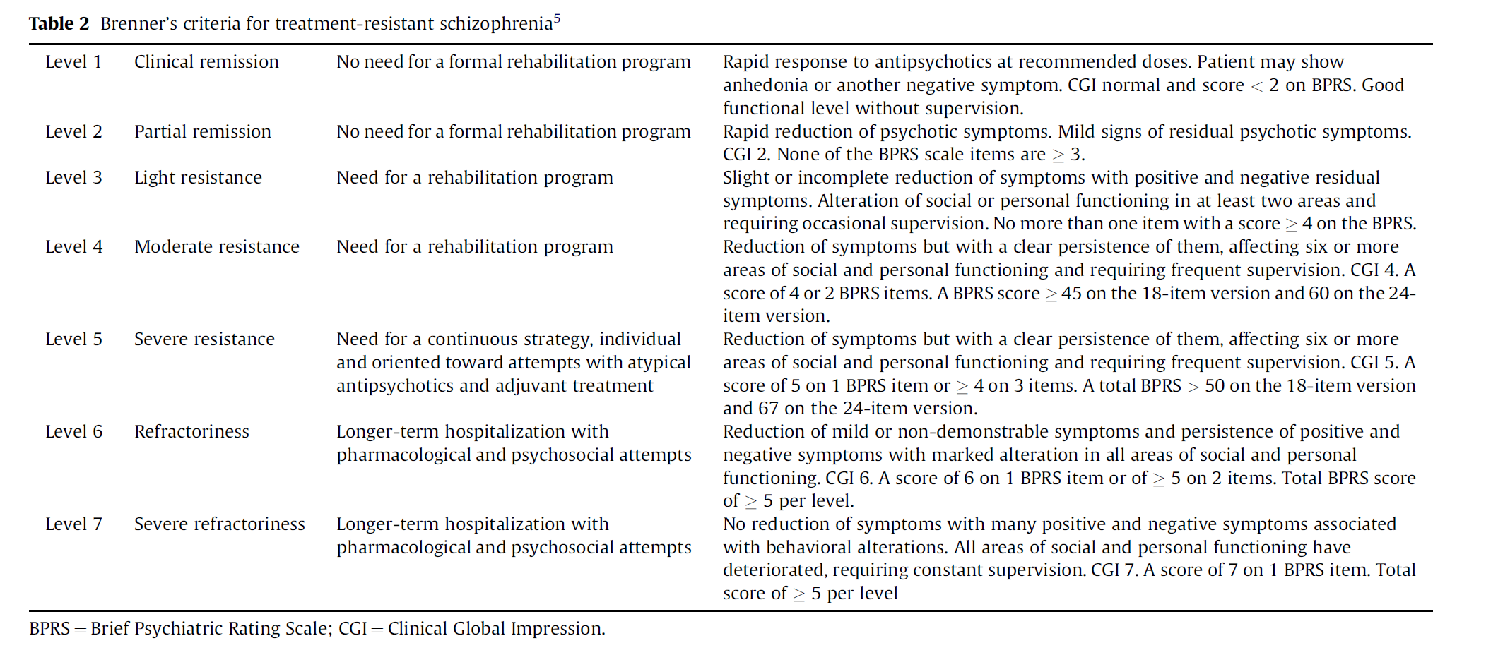 Table 2 Brenner's criteria for treatment-resistant schizophrenia5
Level 1 Clinical remission No need for a formal rehabilitation program Rapid response to antipsychotics at recommended doses. Patient may show
anhedonia or another negative symptom. CGI normal and score < 2 on BPRS. Good
functional level without supervision.
Level 2 Partial remission No need for a formal rehabilitation program Rapid reduction of psychotic symptoms. Mild signs of residual psychotic symptoms.
CGI 2. None of the BPRS scale items are ≥ 3.
Level 3 Light resistance Need for a rehabilitation program Slight or incomplete reduction of symptoms with positive and negative residual
symptoms. Alteration of social or personal functioning in at least two areas and
requiring occasional supervision. No more than one item with a score ≥ 4 on the BPRS.
Level 4 Moderate resistance Need for a rehabilitation program Reduction of symptoms but with a clear persistence of them, affecting six or more
areas of social and personal functioning and requiring frequent supervision. CGI 4. A
score of 4 or 2 BPRS items. A BPRS score ≥ 45 on the 18-item version and 60 on the 24-
item version.
Level 5 Severe resistance Need for a continuous strategy, individual Reduction of symptoms but with a clear persistence of them, affecting six or more
and oriented toward attempts with atypical areas of social and personal functioning and requiring frequent supervision. CGI 5. A
antipsychotics and adjuvant treatment score of 5 on 1 BPRS item or ≥ 4 on 3 items. A total BPRS > 50 on the 18-item version
and 67 on the 24-item version.
Level 6 Refractoriness Longer-term hospitalization with Reduction of mild or non-demonstrable symptoms and persistence of positive and
pharmacological and psychosocial attempts negative symptoms with marked alteration in all areas of social and personal
functioning. CGI 6. A score of 6 on 1 BPRS item or of ≥ 5 on 2 items. Total BPRS score
of ≥ 5 per level.
Level 7 Severe refractoriness Longer-term hospitalization with No reduction of symptoms with many positive and negative symptoms associated
pharmacological and psychosocial attempts with behavioral alterations. All areas of social and personal functioning have
deteriorated, requiring constant supervision. CGI 7. A score of 7 on 1 BPRS item. Total
score of ≥ 5 per level
BPRS = Brief Psychiatric Rating Scale; CGI = Clinical Global Impression.